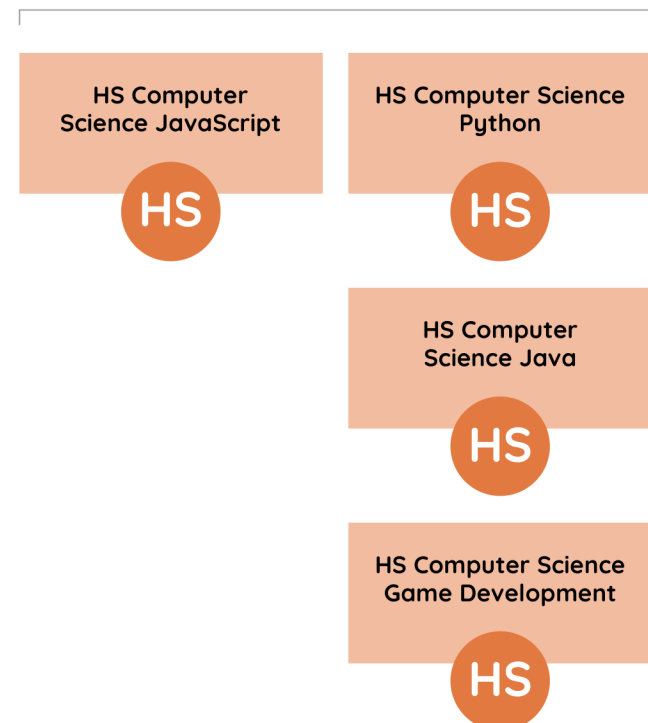 HS Computer
Science JavaScript
HS
HS Computer Science
Python
HS
HS Computer
Science Java
HS
HS Computer Science
Game Development
HS